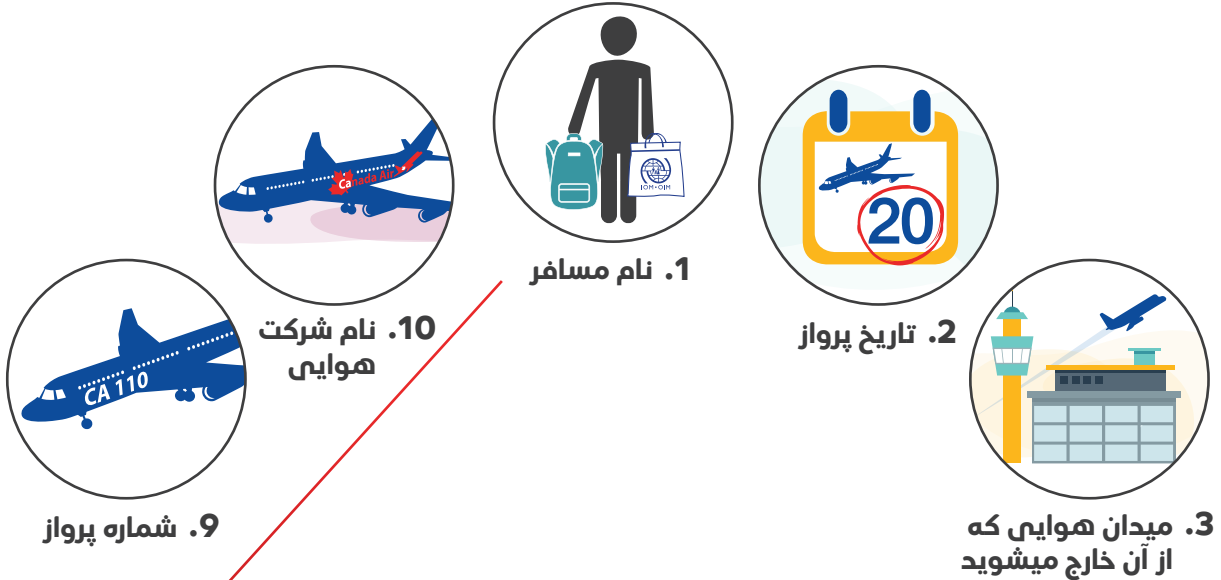 IOM•OIM
1. نام مسافر
20
2. تاریخ پرواز
3. میدان هوایی که
از آن خارج میشوید
CA 110
9. شماره پرواز
Canada Air
10. نام شرکت
هوایی